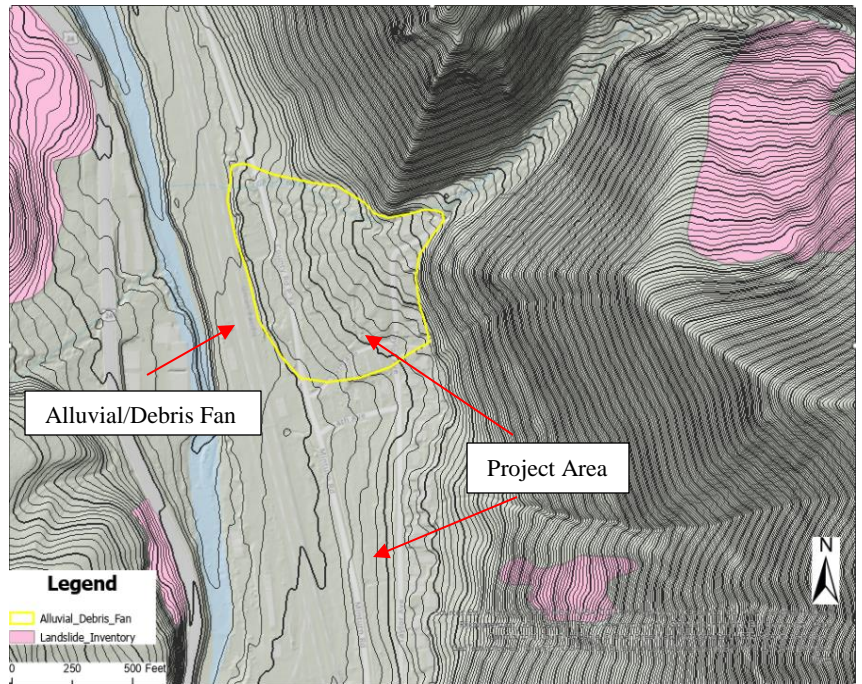 Alluvial/Debris Fan
Project Area
N
Legend
Alluvial_Debris_Fan
Landslide_Inventory
0 250 500 Feet